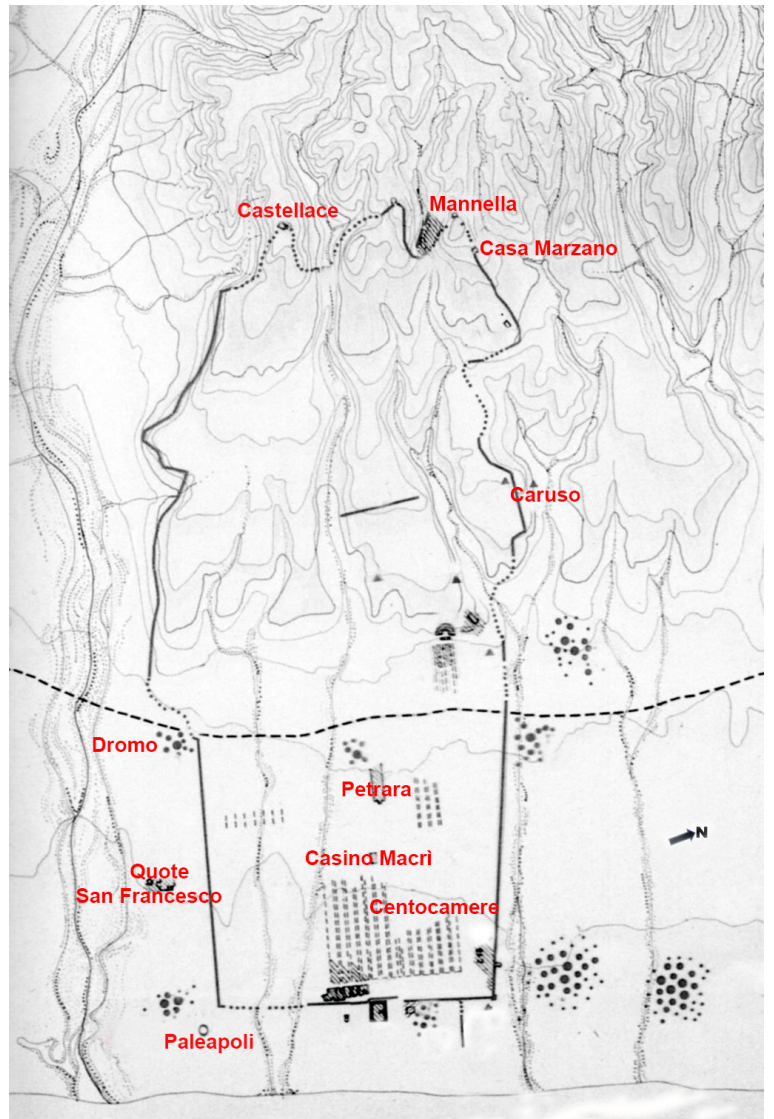 Mannella
Castellace
Casa Marzano
Caruso
Dromo
Petrara
N
Casino Macrì
Quote
San Francesco
Centocamere
Paleapoli